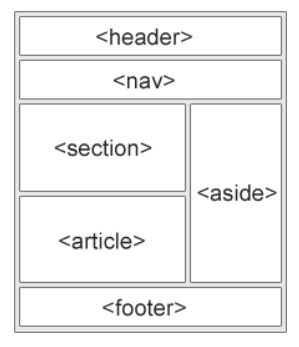 <header>
<nav>
<section>
<aside>
<article>
<footer>